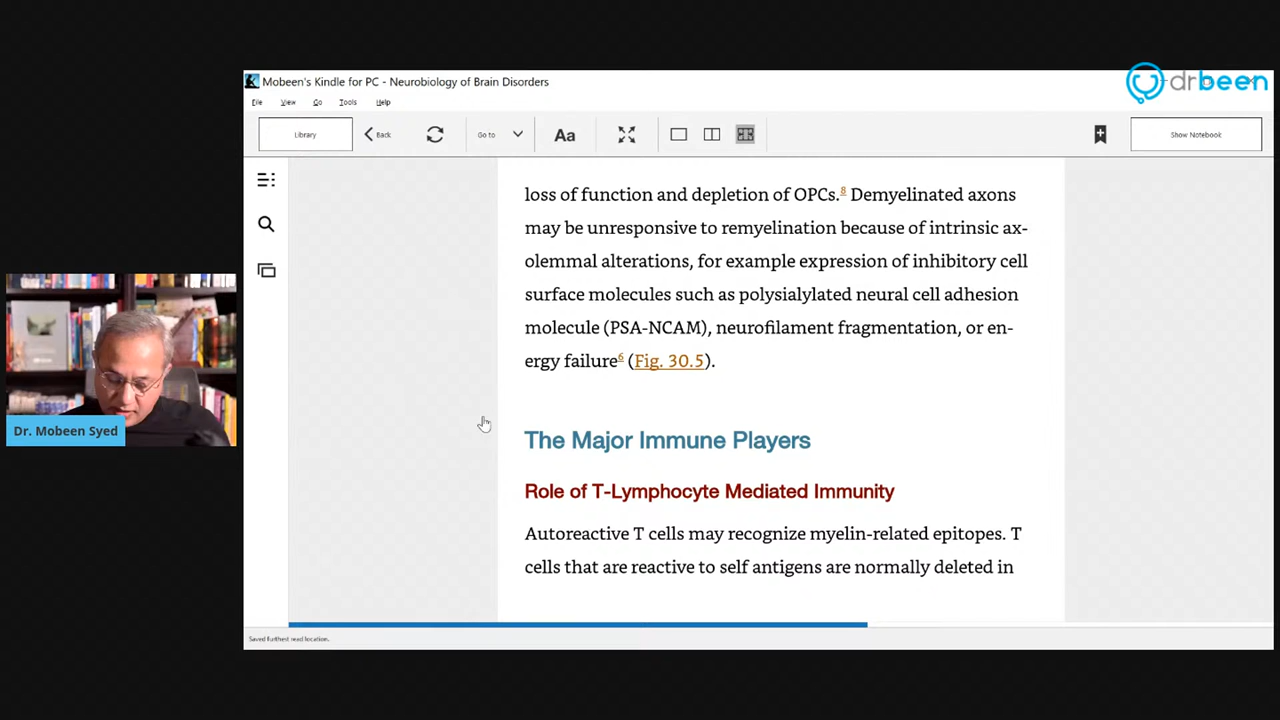 Mobeen's Kindle for PC - Neurobiology of Brain Disorders
drbeen
File View Go Tools Help
Library Back Go to Aa Show Notebook
loss of function and depletion of OPCs.8 Demyelinated axons
may be unresponsive to remyelination because of intrinsic ax-
olemmal alterations, for example expression of inhibitory cell
surface molecules such as polysialylated neural cell adhesion
molecule (PSA-NCAM), neurofilament fragmentation, or en-
ergy failure6 (Fig. 30.5).
The Major Immune Players
Role of T-Lymphocyte Mediated Immunity
Autoreactive T cells may recognize myelin-related epitopes. T
cells that are reactive to self antigens are normally deleted in
Dr. Mobeen Syed
Saved furthest read location.